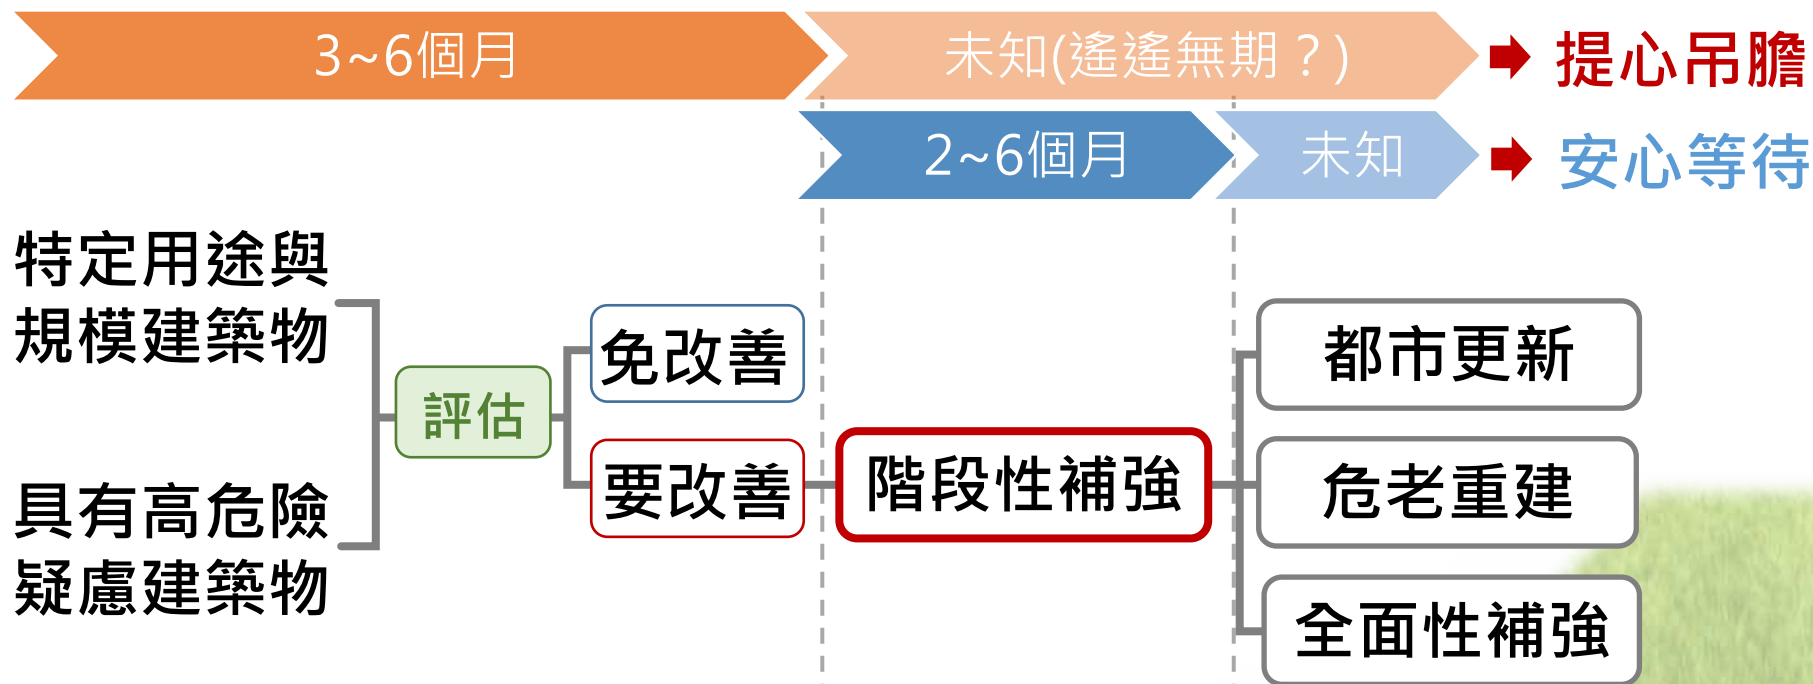 3~6個月
未知(遙遙無期？)
提心吊膽
2~6個月
未知
安心等待
特定用途與
規模建築物
具有高危險
疑慮建築物
評估
免改善
要改善
階段性補強
都市更新
危老重建
全面性補強